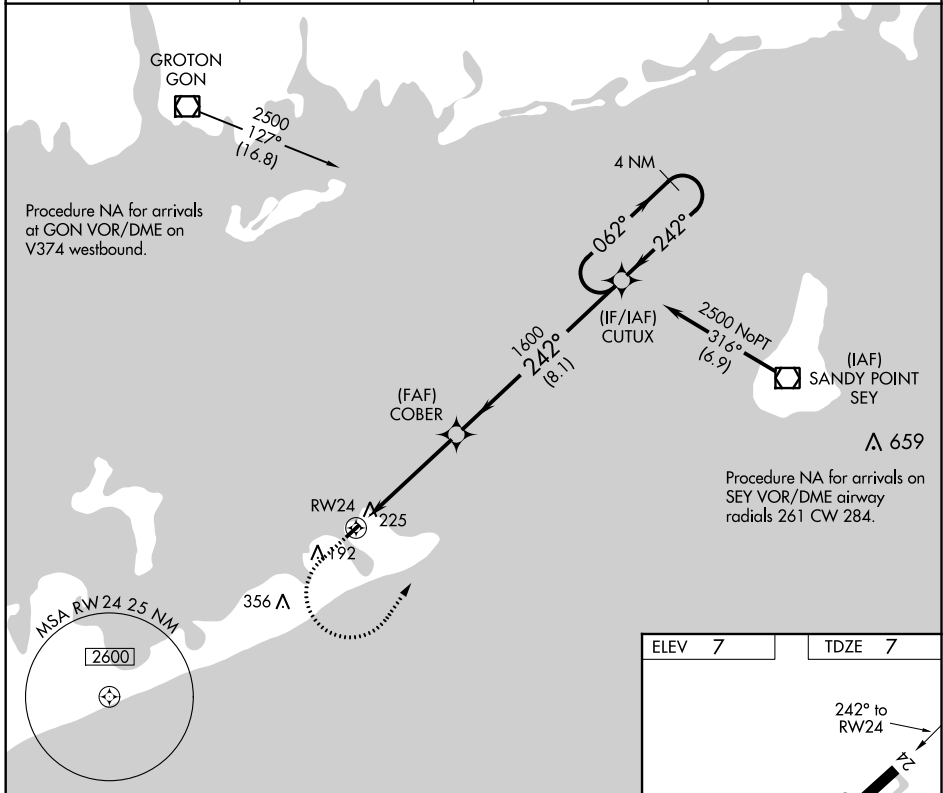 GROTON
GON
2500
127°
(16.8)
4 NM
Procedure NA for arrivals
at GON VOR/DME on
V374 westbound.
062°
242°
(IF/IAF)
CUTUX
2500 NoPT
316°
(6.9)
(IAF)
SANDY POINT
SEY
1600
242°
(8.1)
(FAF)
COBER
659
Procedure NA for arrivals on
SEY VOR/DME airway
radials 261 CW 284.
RW24
225
192
356
MSA RW24 25 NM
2600
ELEV 7
TDZE 7
242° to
RW24
24